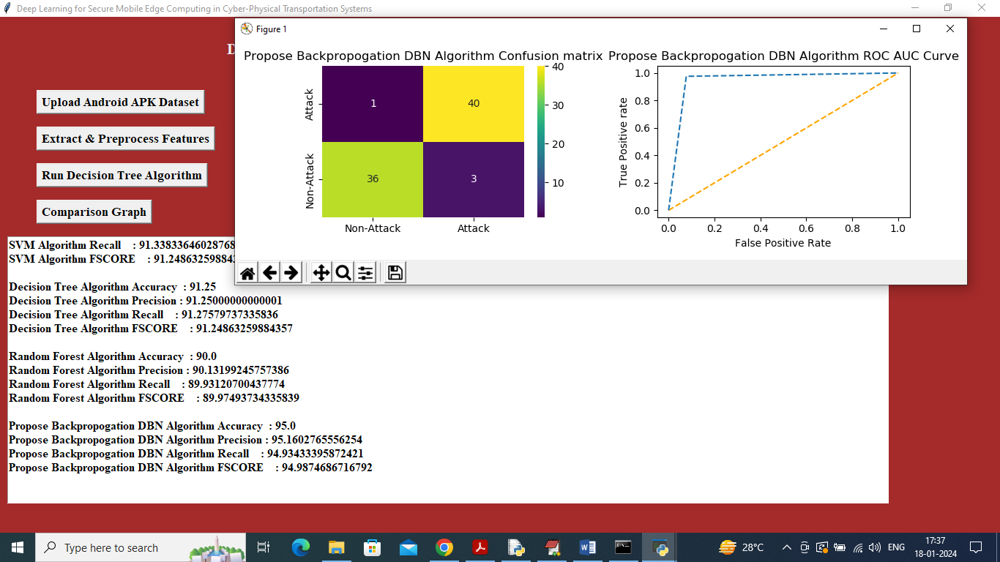 Deep Learning for Secure Mobile Edge Computing in Cyber-Physical Transportation Systems
Figure 1
D
Propose Backpropogation DBN Algorithm Confusion matrix
Propose Backpropogation DBN Algorithm ROC AUC Curve
Attack
Non-Attack
1
40
36
3
Non-Attack
Attack
40
30
20
10
True Positive rate
1.0
0.8
0.6
0.4
0.2
0.0
0.0 0.2 0.4 0.6 0.8 1.0
False Positive Rate
Upload Android APK Dataset
Extract & Preprocess Features
Run Decision Tree Algorithm
Comparison Graph
SVM Algorithm Recall : 91.33833646028768
SVM Algorithm FSCORE : 91.2486325988
Decision Tree Algorithm Accuracy : 91.25
Decision Tree Algorithm Precision : 91.25000000000001
Decision Tree Algorithm Recall : 91.27579737335836
Decision Tree Algorithm FSCORE : 91.24863259884357
Random Forest Algorithm Accuracy : 90.0
Random Forest Algorithm Precision : 90.13199245757386
Random Forest Algorithm Recall : 89.93120700437774
Random Forest Algorithm FSCORE : 89.97493734335839
Propose Backpropogation DBN Algorithm Accuracy : 95.0
Propose Backpropogation DBN Algorithm Precision : 95.1602765556254
Propose Backpropogation DBN Algorithm Recall : 94.93433395872421
Propose Backpropogation DBN Algorithm FSCORE : 94.9874686716792
Type here to search
28°C
ENG
17:37
18-01-2024